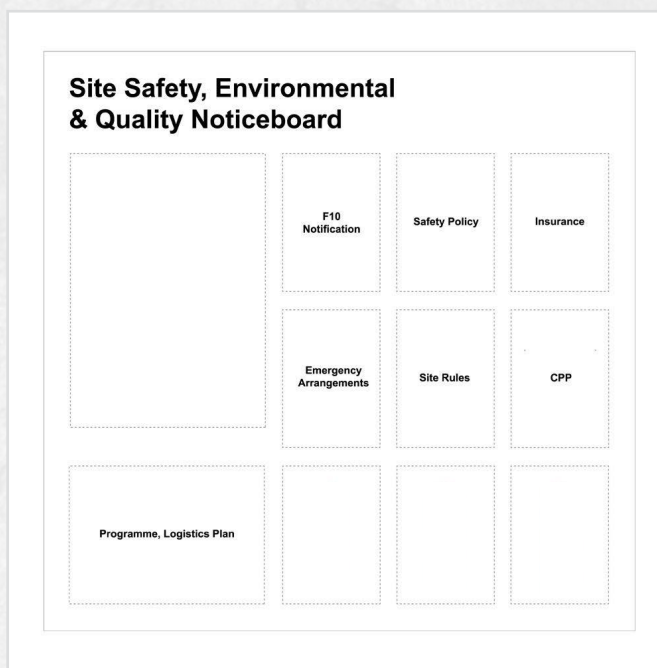 Site Safety, Environmental
& Quality Noticeboard
F10
Notification
Safety Policy
Insurance
Emergency
Arrangements
Site Rules
CPP
Programme, Logistics Plan